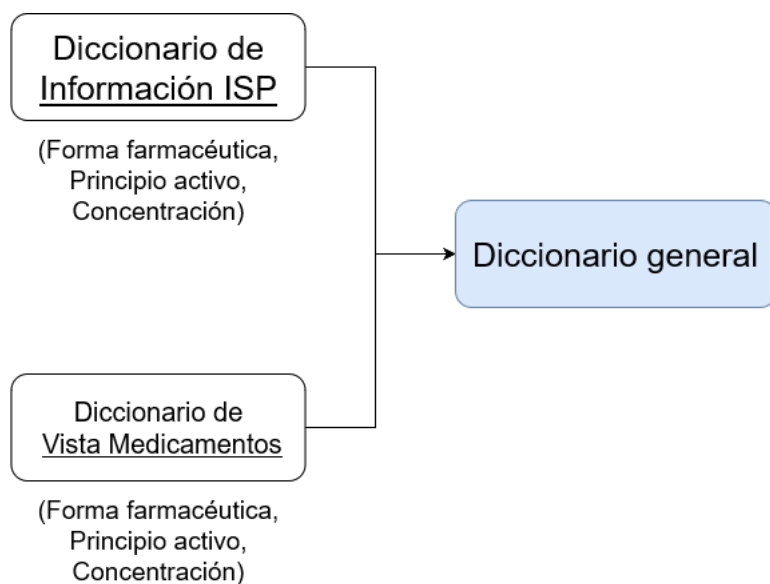 Diccionario de
Información ISP
(Forma farmacéutica,
Principio activo,
Concentración)
Diccionario general
Diccionario de
Vista Medicamentos
(Forma farmacéutica,
Principio activo,
Concentración)